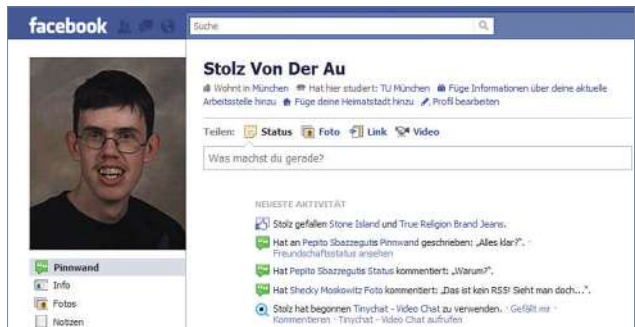 facebook
Suche
Stolz Von Der Au
Wohnt in München Hat hier studiert: TU München Füge Informationen über deine aktuelle
Arbeitsstelle hinzu Füge deine Heimatstadt hinzu Profil bearbeiten
Teilen: Status Foto Link Video
Was machst du gerade?
NEUESTE AKTIVITÄT
Stolz gefallen Stone Island und True Religion Brand Jeans.
Hat an Pepito Sbazzegutis Pinnwand geschrieben: „Alles klar?“. ·
Freundschaftsstatus ansehen
Hat Pepito Sbazzegutis Status kommentiert: „Warum?“.
Hat Shecky Moskowitz Foto kommentiert: „Das ist kein RSS! Sieht man doch...“.
Stolz hat begonnen Tinychat - Video Chat zu verwenden. · Gefällt mir ·
Kommentieren · Tinychat - Video Chat aufrufen
Pinnwand
Info
Fotos
Notizen